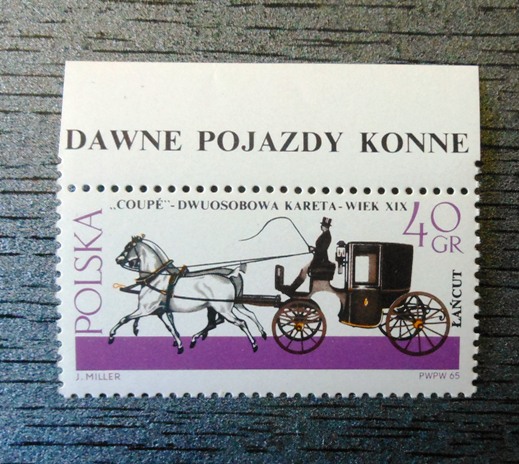 DAWNE POJAZDY KONNE
„COUPÉ"-DWUOSOBOWA KARETA-WIEK XIX
POLSKA
40
GR
ŁAŃCUT
J. MILLER
PWPW 65